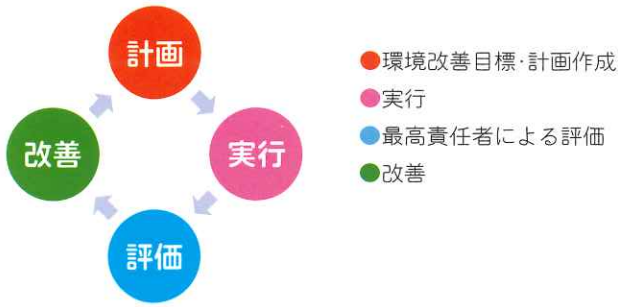 計画
実行
評価
改善
●環境改善目標・計画作成
●実行
●最高責任者による評価
●改善